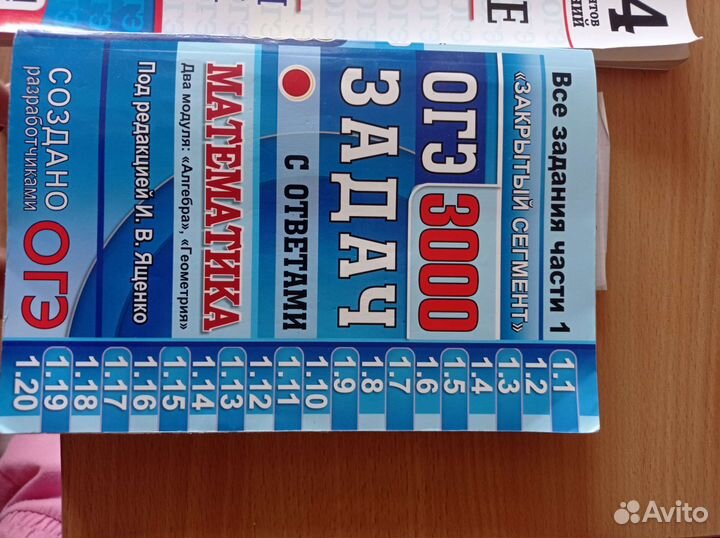 Все задания части 1
«ЗАКРЫТЫЙ СЕГМЕНТ»
ОГЭ 3000
ЗАДАЧ
С ОТВЕТАМИ
МАТЕМАТИКА
Два модуля: «Алгебра», «Геометрия»
Под редакцией И. В. Ященко
СОЗДАНО
разработчиками
ОГЭ
1.1
1.2
1.3
1.4
1.5
1.6
1.7
1.8
1.9
1.10
1.11
1.12
1.13
1.14
1.15
1.16
1.17
1.18
1.19
1.20
4
Е
Avito